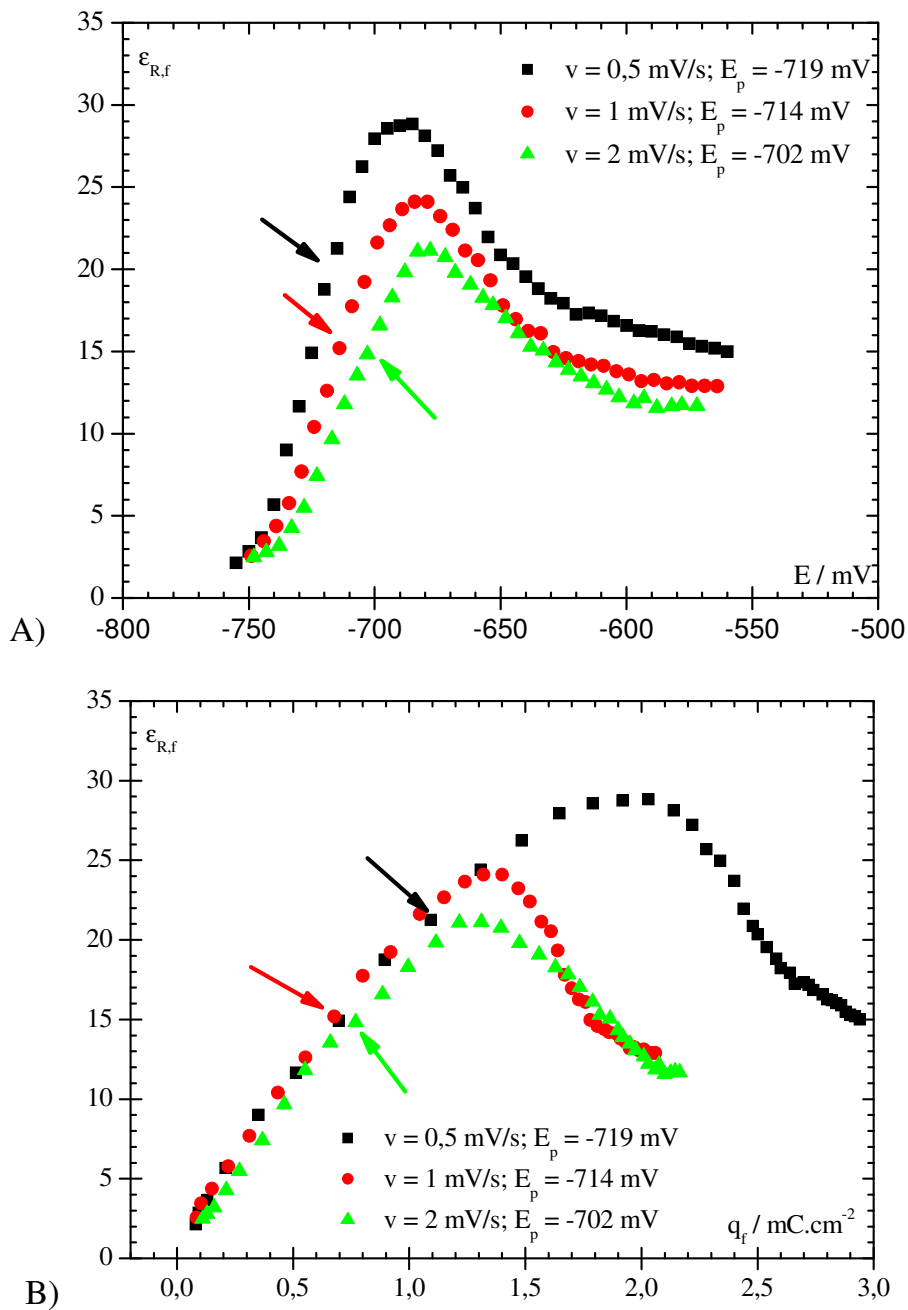 35
30
25
20
15
10
5
0
ε_R,f
v = 0,5 mV/s; E_p = -719 mV
v = 1 mV/s; E_p = -714 mV
v = 2 mV/s; E_p = -702 mV
E / mV
-800 -750 -700 -650 -600 -550 -500
A)
35
30
25
20
15
10
5
0
ε_R,f
v = 0,5 mV/s; E_p = -719 mV
v = 1 mV/s; E_p = -714 mV
v = 2 mV/s; E_p = -702 mV
q_f / mC.cm⁻²
0,0 0,5 1,0 1,5 2,0 2,5 3,0
B)